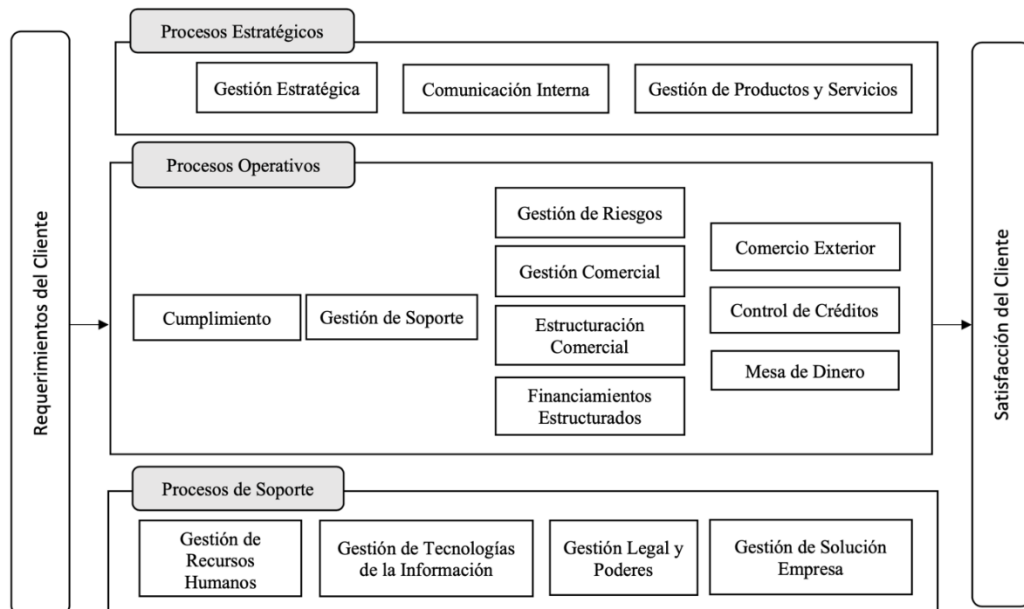 Requerimientos del Cliente
Procesos Estratégicos
Gestión Estratégica
Comunicación Interna
Gestión de Productos y Servicios
Procesos Operativos
Cumplimiento
Gestión de Soporte
Gestión de Riesgos
Gestión Comercial
Estructuración
Comercial
Financiamientos
Estructurados
Comercio Exterior
Control de Créditos
Mesa de Dinero
Procesos de Soporte
Gestión de
Recursos
Humanos
Gestión de Tecnologías
de la Información
Gestión Legal y
Poderes
Gestión de Solución
Empresa
Satisfacción del Cliente